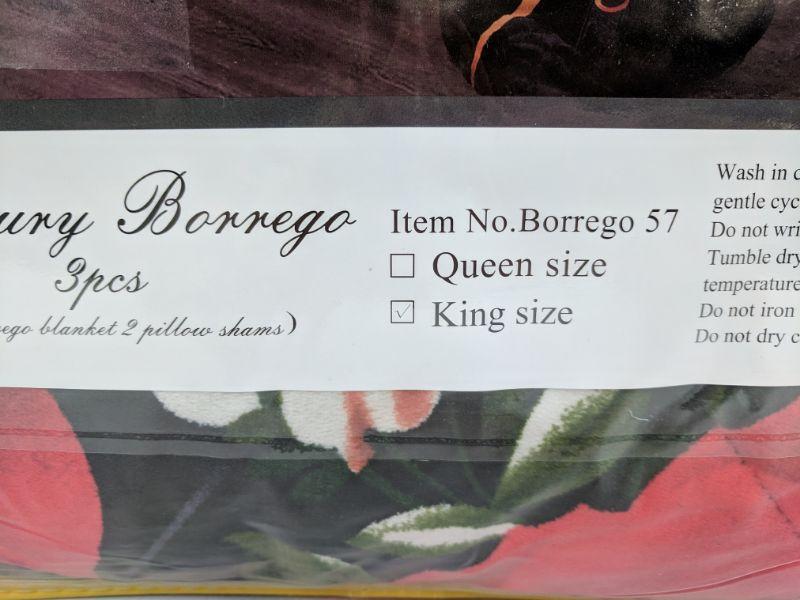 ury Borrego
3pcs
ego blanket 2 pillow shams)
Item No.Borrego 57
Queen size
King size
Wash in c
gentle cyc
Do not wri
Tumble dry
temperature
Do not iron
Do not dry c